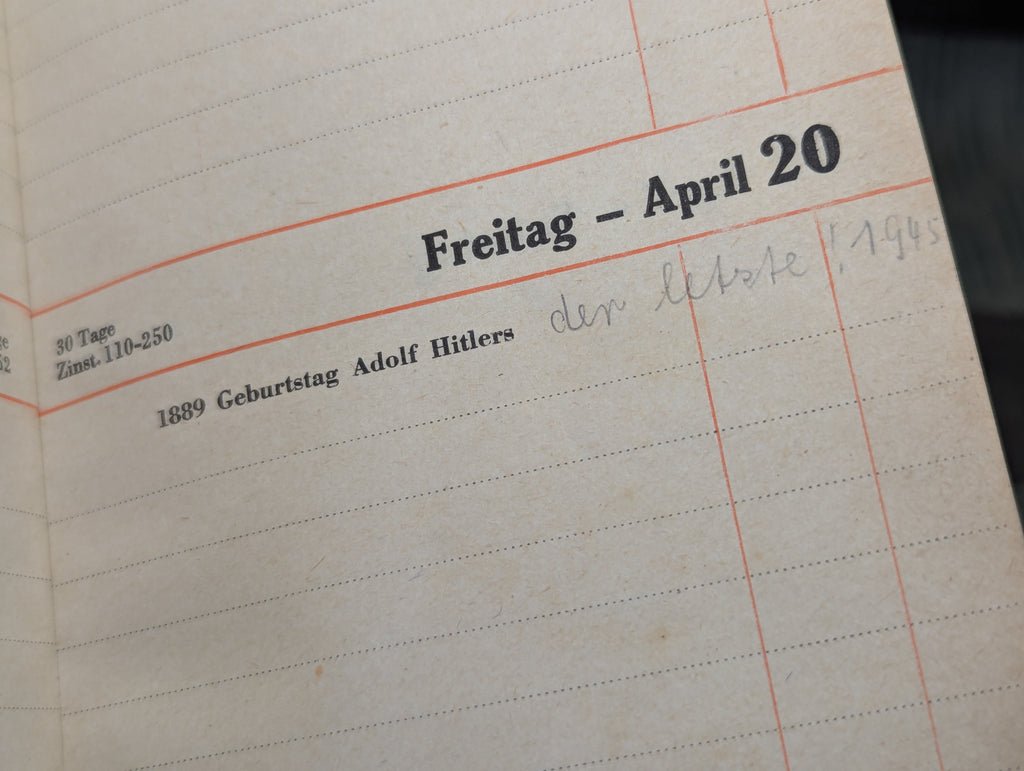 Freitag – April 20
30 Tage
Zinst. 110-250
1889 Geburtstag Adolf Hitlers der letzte ! 1945